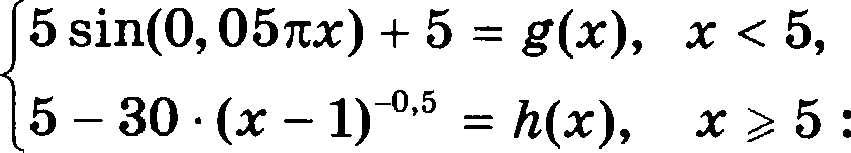 5 sin(0, 05πx) + 5 = g(x), x < 5,
5 − 30 · (x − 1)^{−0,5} = h(x), x ⩾ 5 :